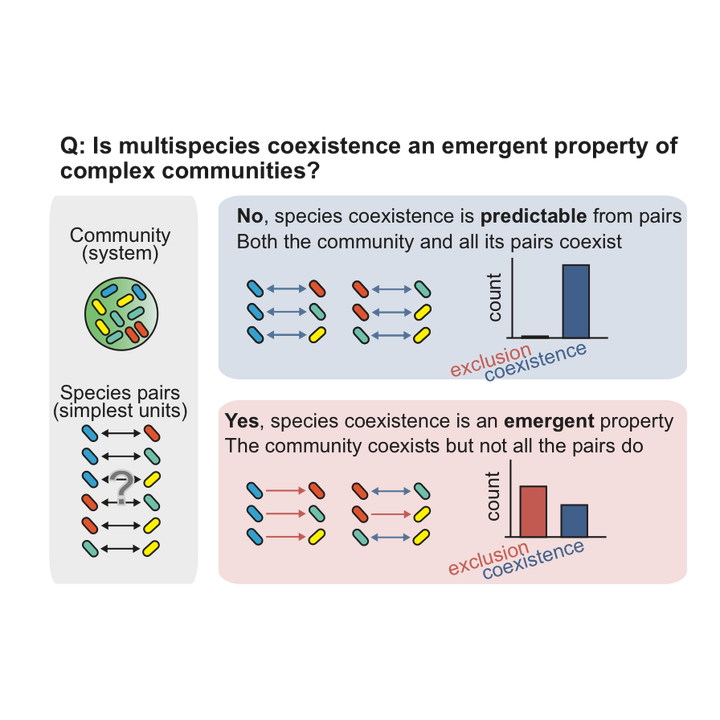 Q: Is multispecies coexistence an emergent property of
complex communities?
Community
(system)
Species pairs
(simplest units)
?
No, species coexistence is predictable from pairs
Both the community and all its pairs coexist
count
exclusion
coexistence
Yes, species coexistence is an emergent property
The community coexists but not all the pairs do
count
exclusion
coexistence